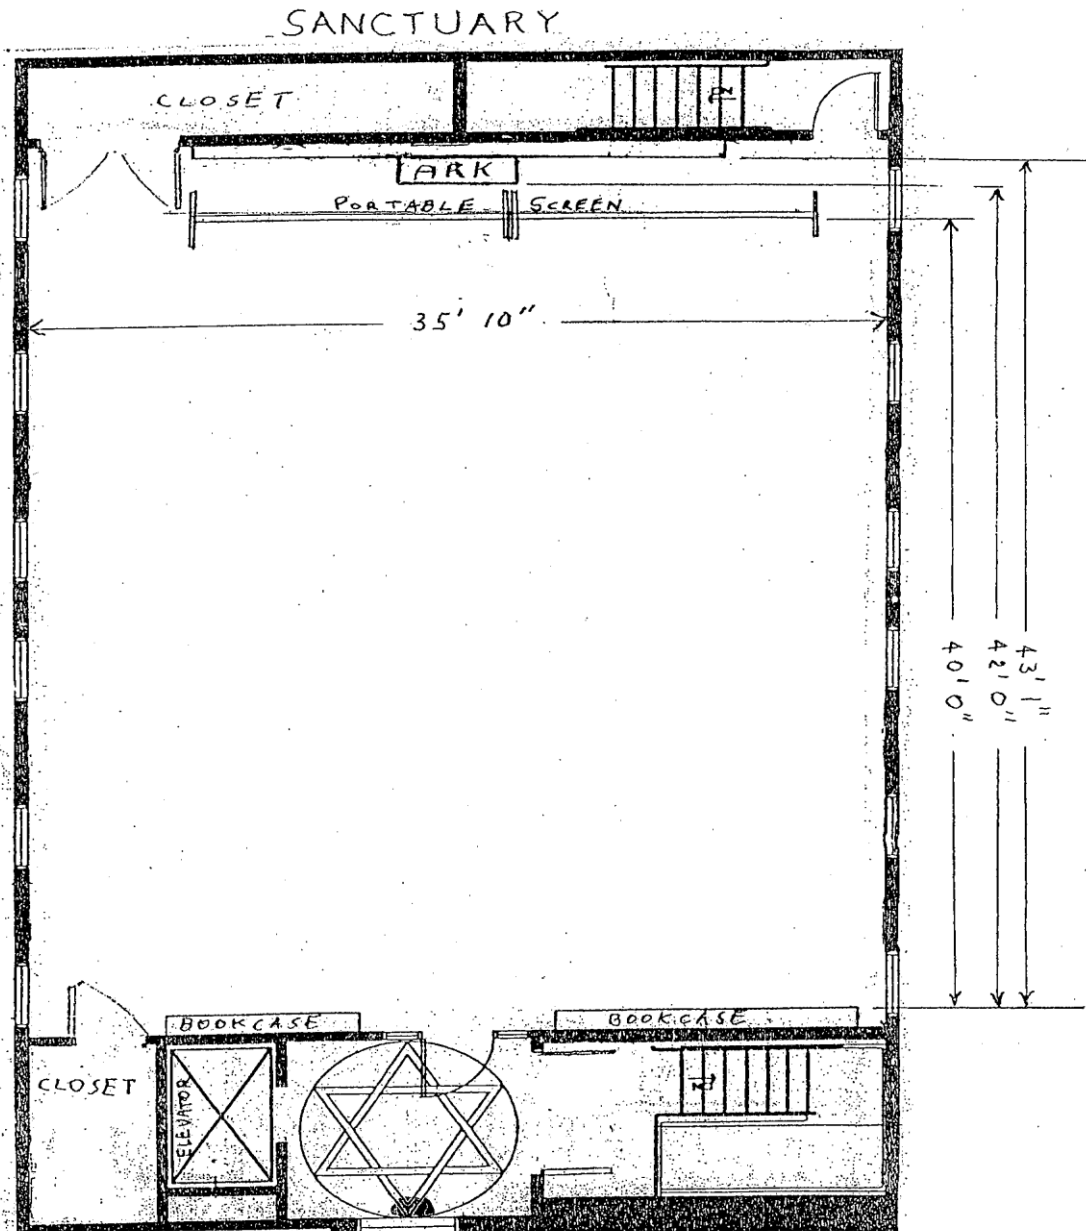 SANCTUARY
CLOSET
ARK
PORTABLE SCREEN
35' 10"
43' 1"
42' 0"
40' 0"
BOOKCASE
BOOKCASE
CLOSET
ELEVATOR